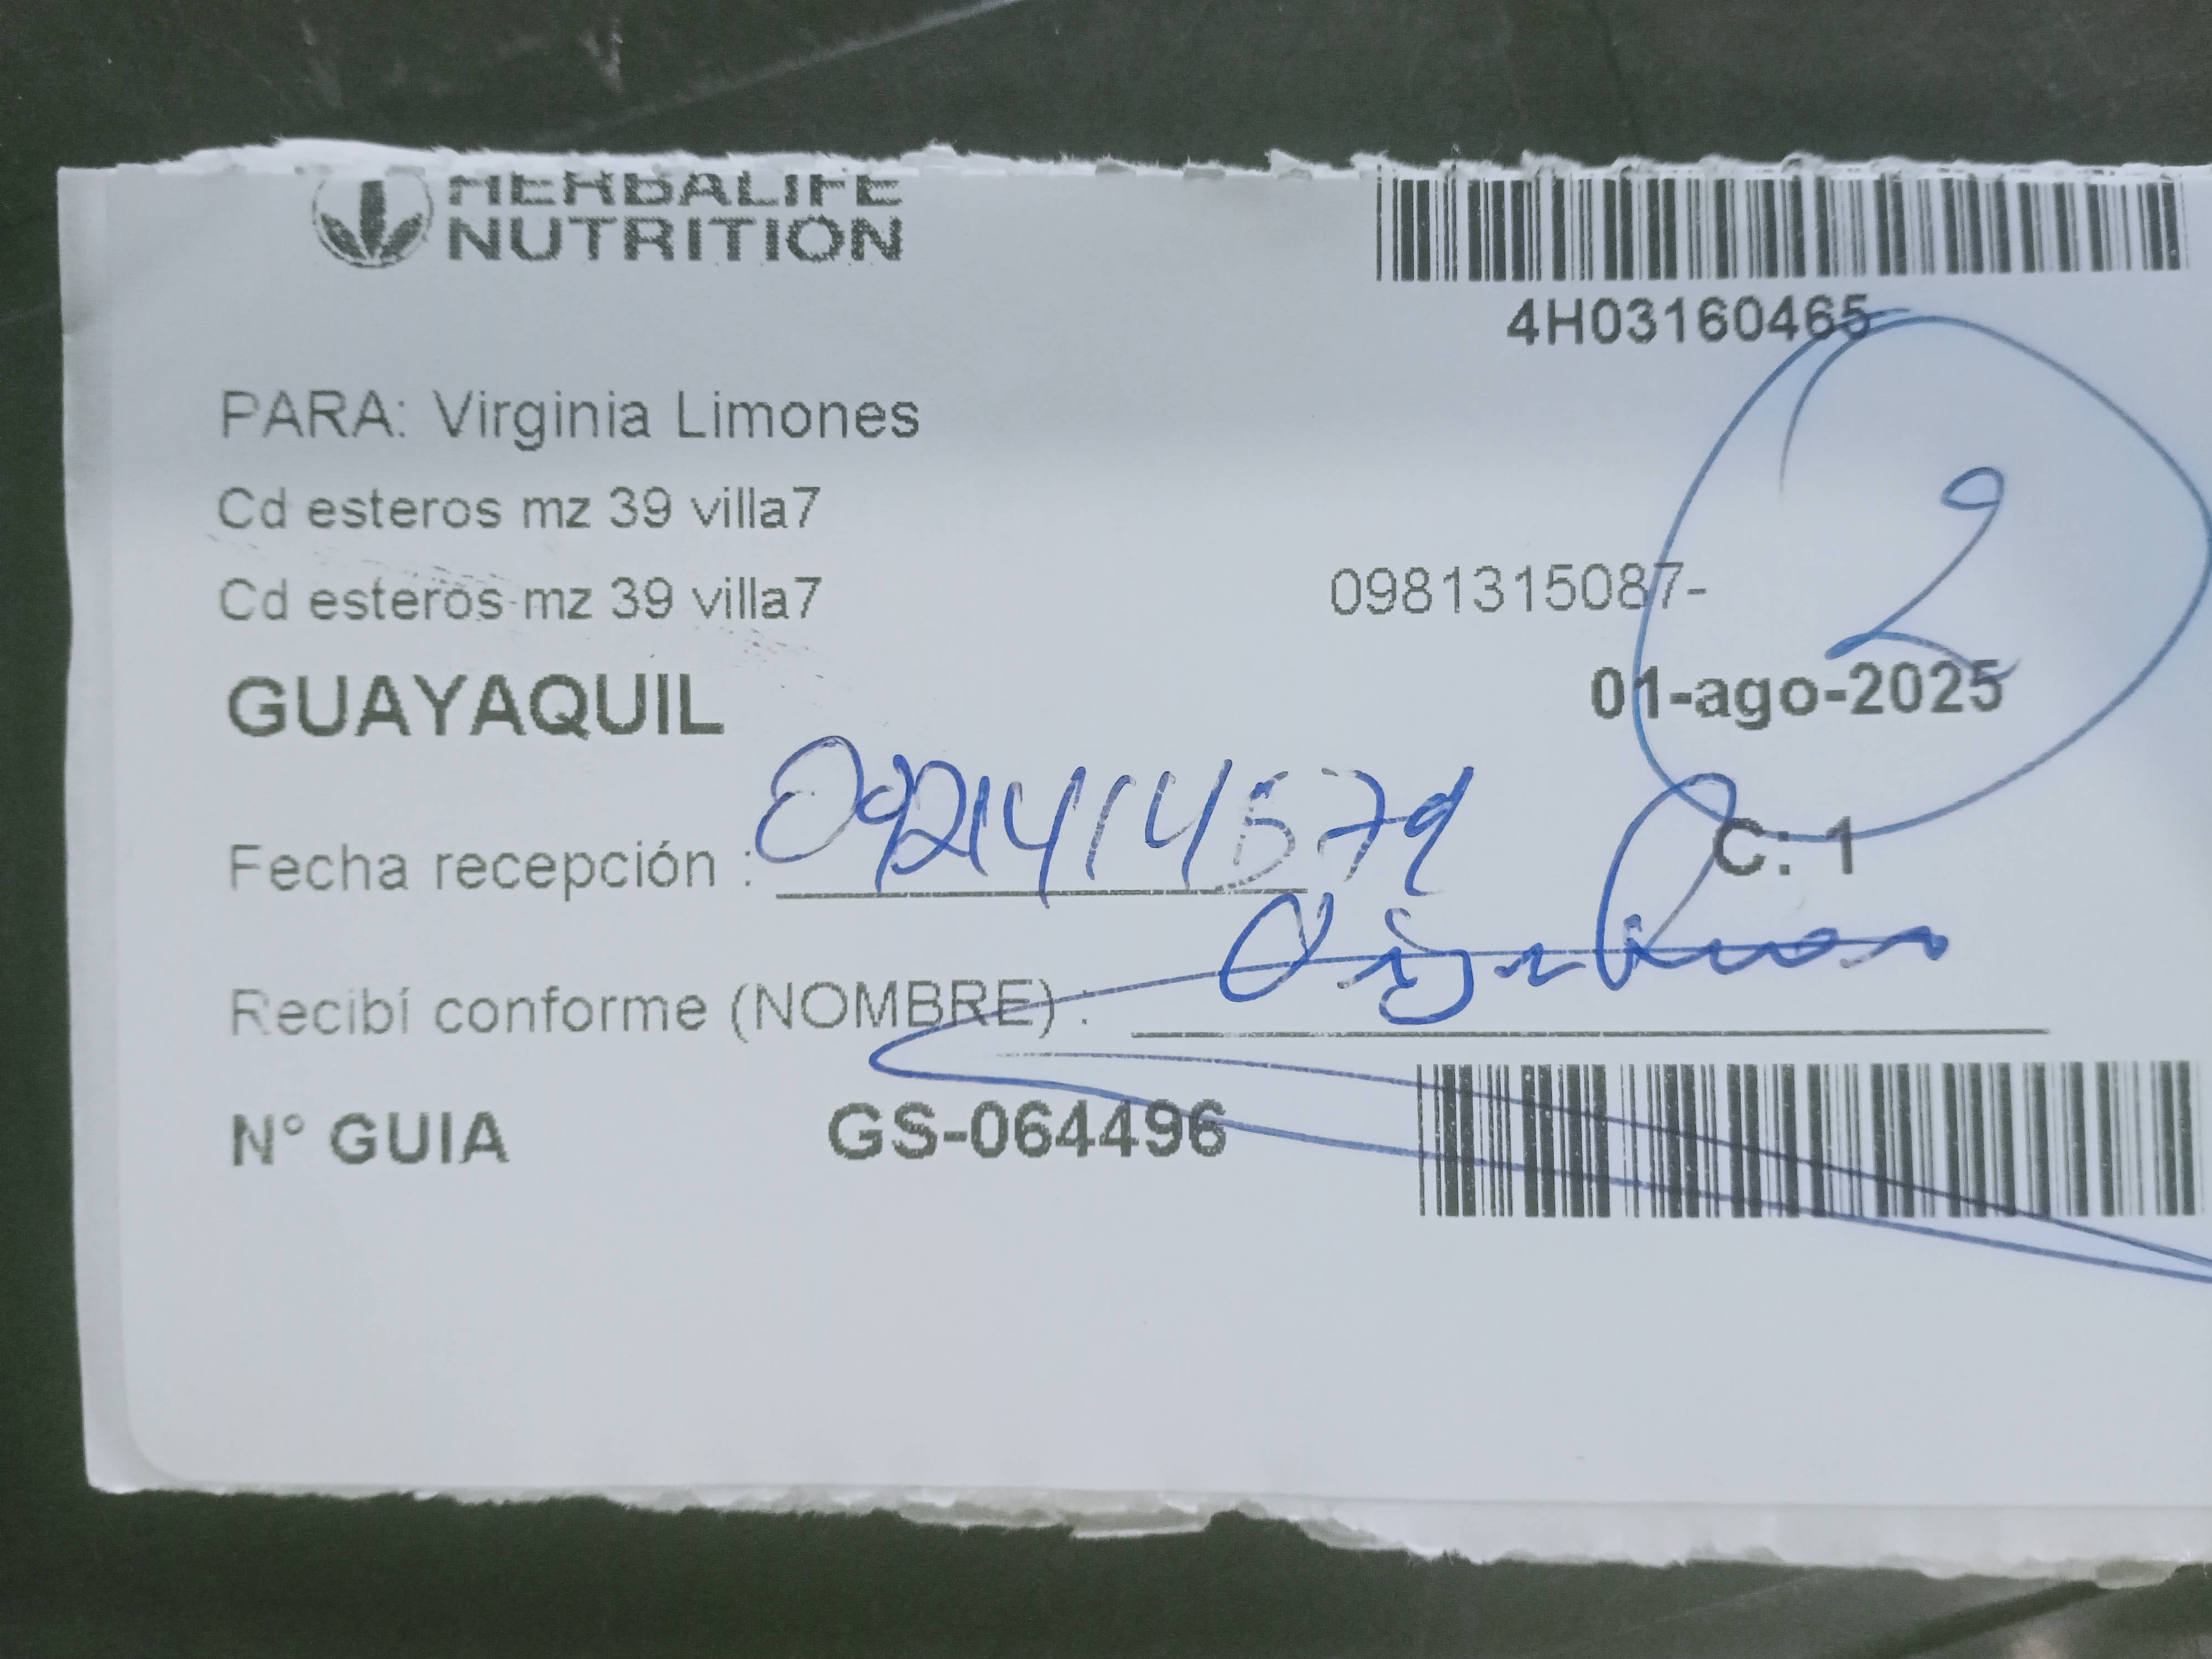 HERBALIFE
NUTRITION
4H03160465
PARA: Virginia Limones
Cd esteros mz 39 villa7
2
Cd esteros mz 39 villa7 0981315087-
GUAYAQUIL 01-ago-2025
Fecha recepción : 0921414579
C: 1
Recibí conforme (NOMBRE) :
N° GUIA GS-064496